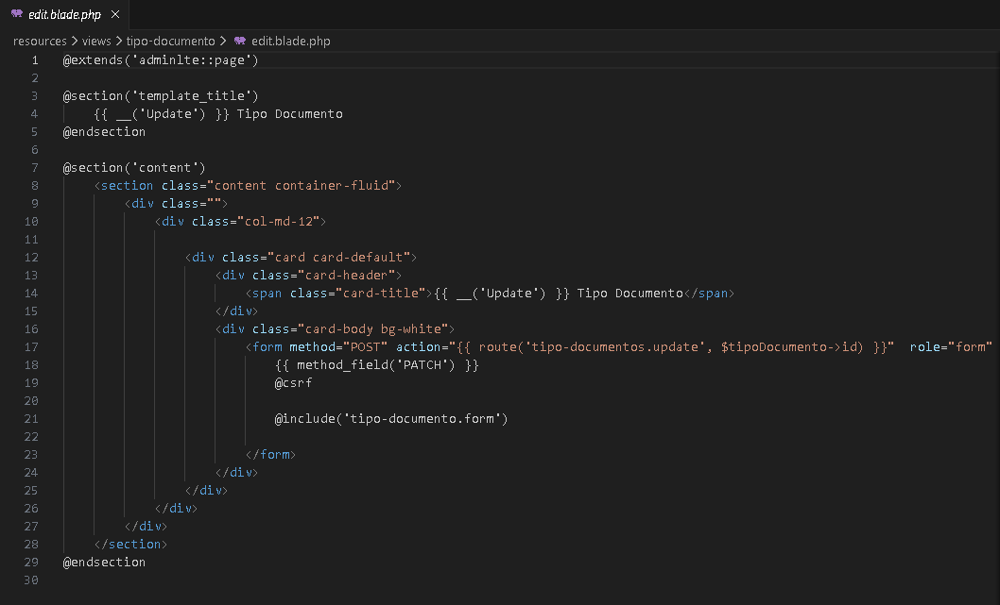 edit.blade.php
resources > views > tipo-documento > edit.blade.php
1 @extends('adminlte::page')
2
3 @section('template_title')
4 {{ __('Update') }} Tipo Documento
5 @endsection
6
7 @section('content')
8 <section class="content container-fluid">
9 <div class="">
10 <div class="col-md-12">
11
12 <div class="card card-default">
13 <div class="card-header">
14 <span class="card-title">{{ __('Update') }} Tipo Documento</span>
15 </div>
16 <div class="card-body bg-white">
17 <form method="POST" action="{{ route('tipo-documentos.update', $tipoDocumento->id) }}"  role="form"
18 {{ method_field('PATCH') }}
19 @csrf
20
21 @include('tipo-documento.form')
22
23 </form>
24 </div>
25 </div>
26 </div>
27 </div>
28 </section>
29 @endsection
30